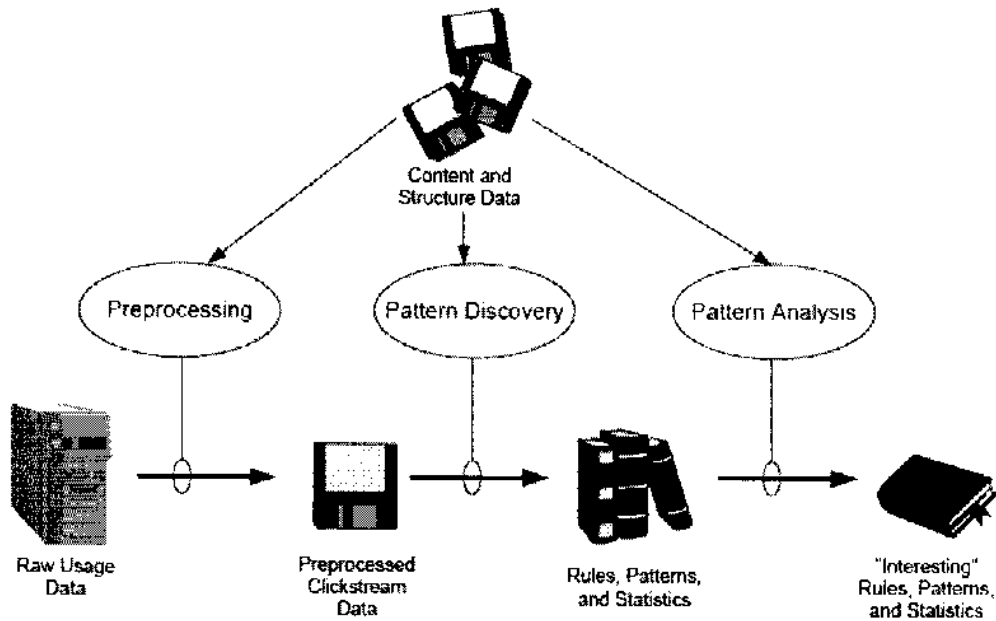 Content and
Structure Data
Preprocessing
Pattern Discovery
Pattern Analysis
Raw Usage
Data
Preprocessed
Clickstream
Data
Rules, Patterns,
and Statistics
"Interesting"
Rules, Patterns,
and Statistics